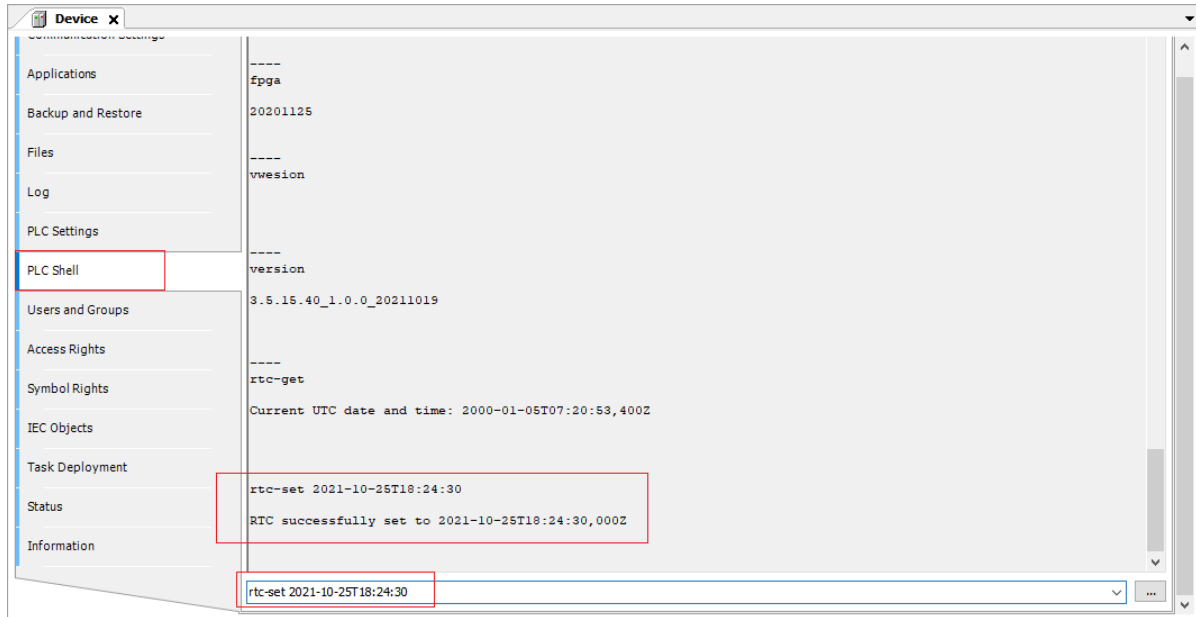 Device
Applications
Backup and Restore
Files
Log
PLC Settings
PLC Shell
Users and Groups
Access Rights
Symbol Rights
IEC Objects
Task Deployment
Status
Information
----
fpga
20201125
----
vwesion
----
version
3.5.15.40_1.0.0_20211019
----
rtc-get
Current UTC date and time: 2000-01-05T07:20:53,400Z
rtc-set 2021-10-25T18:24:30
RTC successfully set to 2021-10-25T18:24:30,000Z
rtc-set 2021-10-25T18:24:30
...